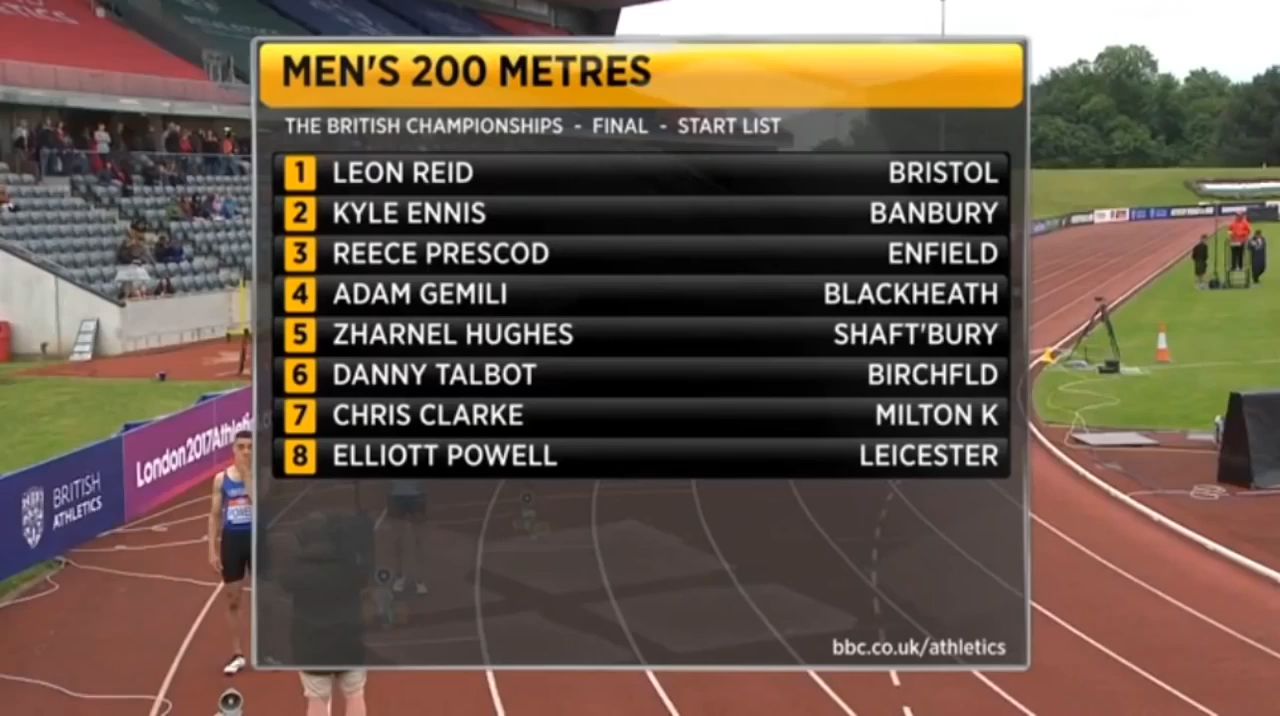 MEN'S 200 METRES
THE BRITISH CHAMPIONSHIPS - FINAL - START LIST
1 LEON REID BRISTOL
2 KYLE ENNIS BANBURY
3 REECE PRESCOD ENFIELD
4 ADAM GEMILI BLACKHEATH
5 ZHARNEL HUGHES SHAFT'BURY
6 DANNY TALBOT BIRCHFLD
7 CHRIS CLARKE MILTON K
8 ELLIOTT POWELL LEICESTER
London2017Athletic
BRITISH
ATHLETICS
bbc.co.uk/athletics